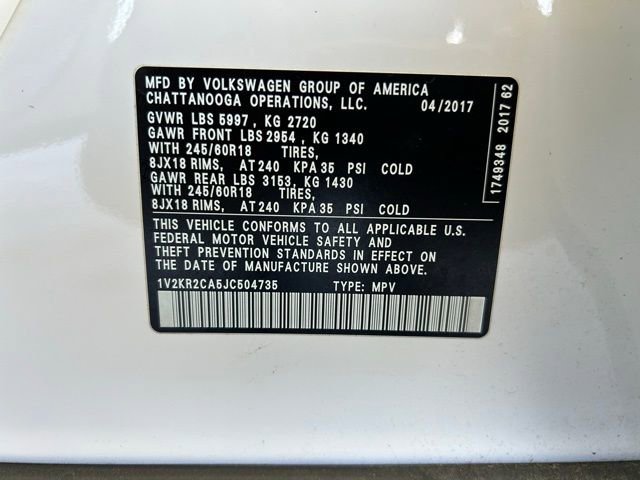 MFD BY VOLKSWAGEN GROUP OF AMERICA
CHATTANOOGA OPERATIONS, LLC. 04/2017
GVWR LBS 5997, KG 2720
GAWR FRONT LBS 2954, KG 1340
WITH 245/60R18 TIRES,
8JX18 RIMS, AT 240 KPA 35 PSI COLD
GAWR REAR LBS 3153, KG 1430
WITH 245/60R18 TIRES,
8JX18 RIMS, AT 240 KPA 35 PSI COLD
THIS VEHICLE CONFORMS TO ALL APPLICABLE U.S.
FEDERAL MOTOR VEHICLE SAFETY AND
THEFT PREVENTION STANDARDS IN EFFECT ON
THE DATE OF MANUFACTURE SHOWN ABOVE.
1V2KR2CA5JC504735 TYPE: MPV
1749348 2017 62